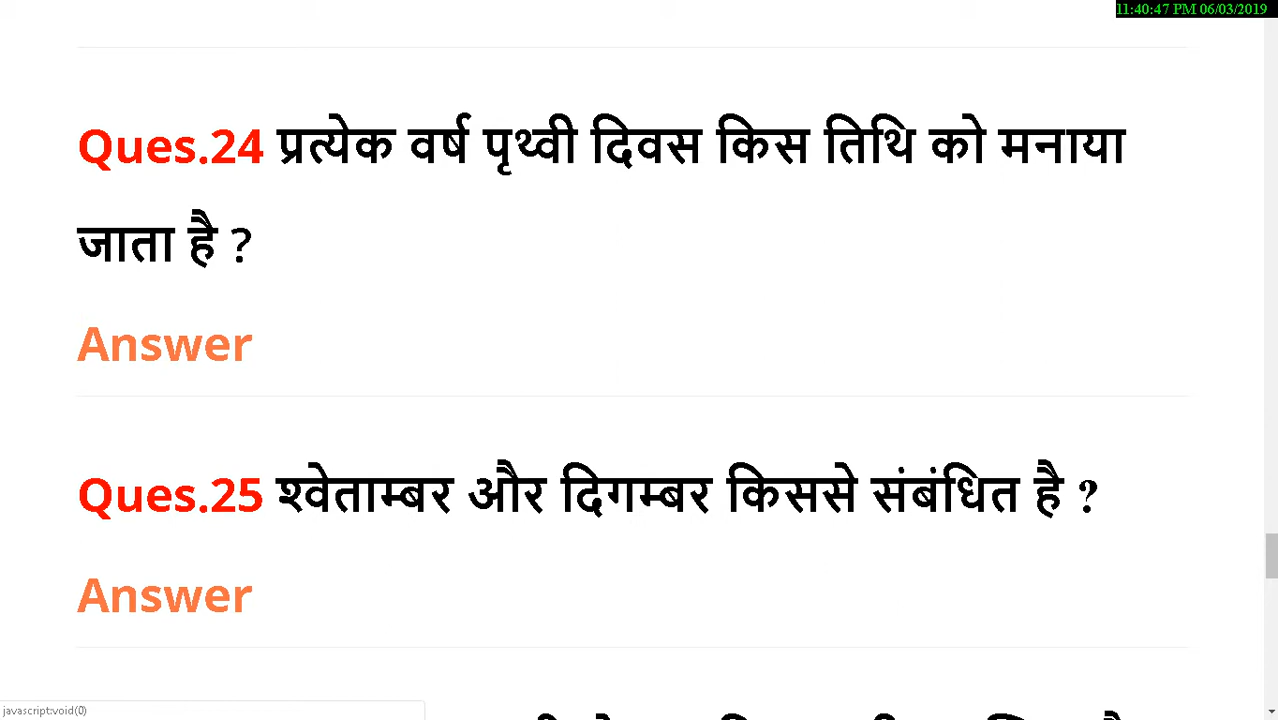 11:40:47 PM 06/03/2019
Ques.24 प्रत्येक वर्ष पृथ्वी दिवस किस तिथि को मनाया
जाता है ?
Answer
Ques.25 श्वेताम्बर और दिगम्बर किससे संबंधित है ?
Answer
javascript:void(0)